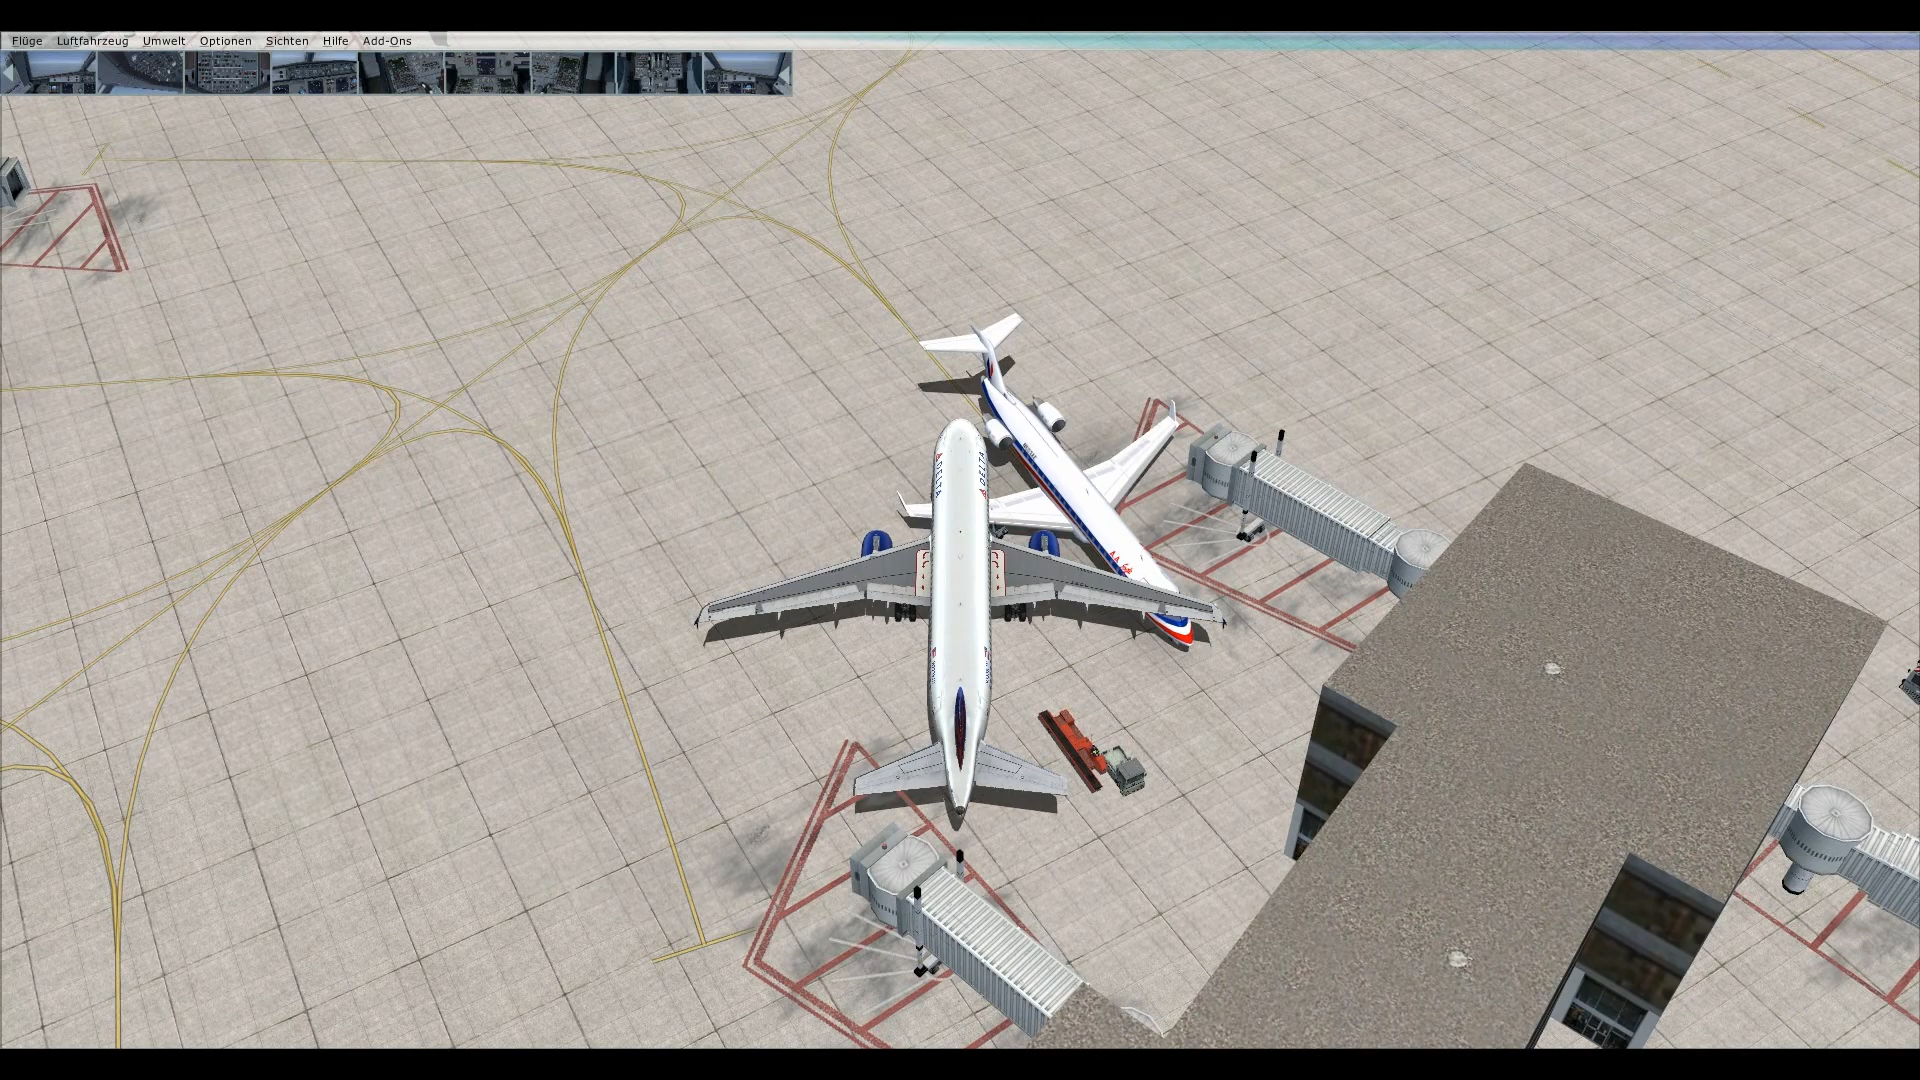 Flüge Luftfahrzeug Umwelt Optionen Sichten Hilfe Add-Ons
DELTA DELTA